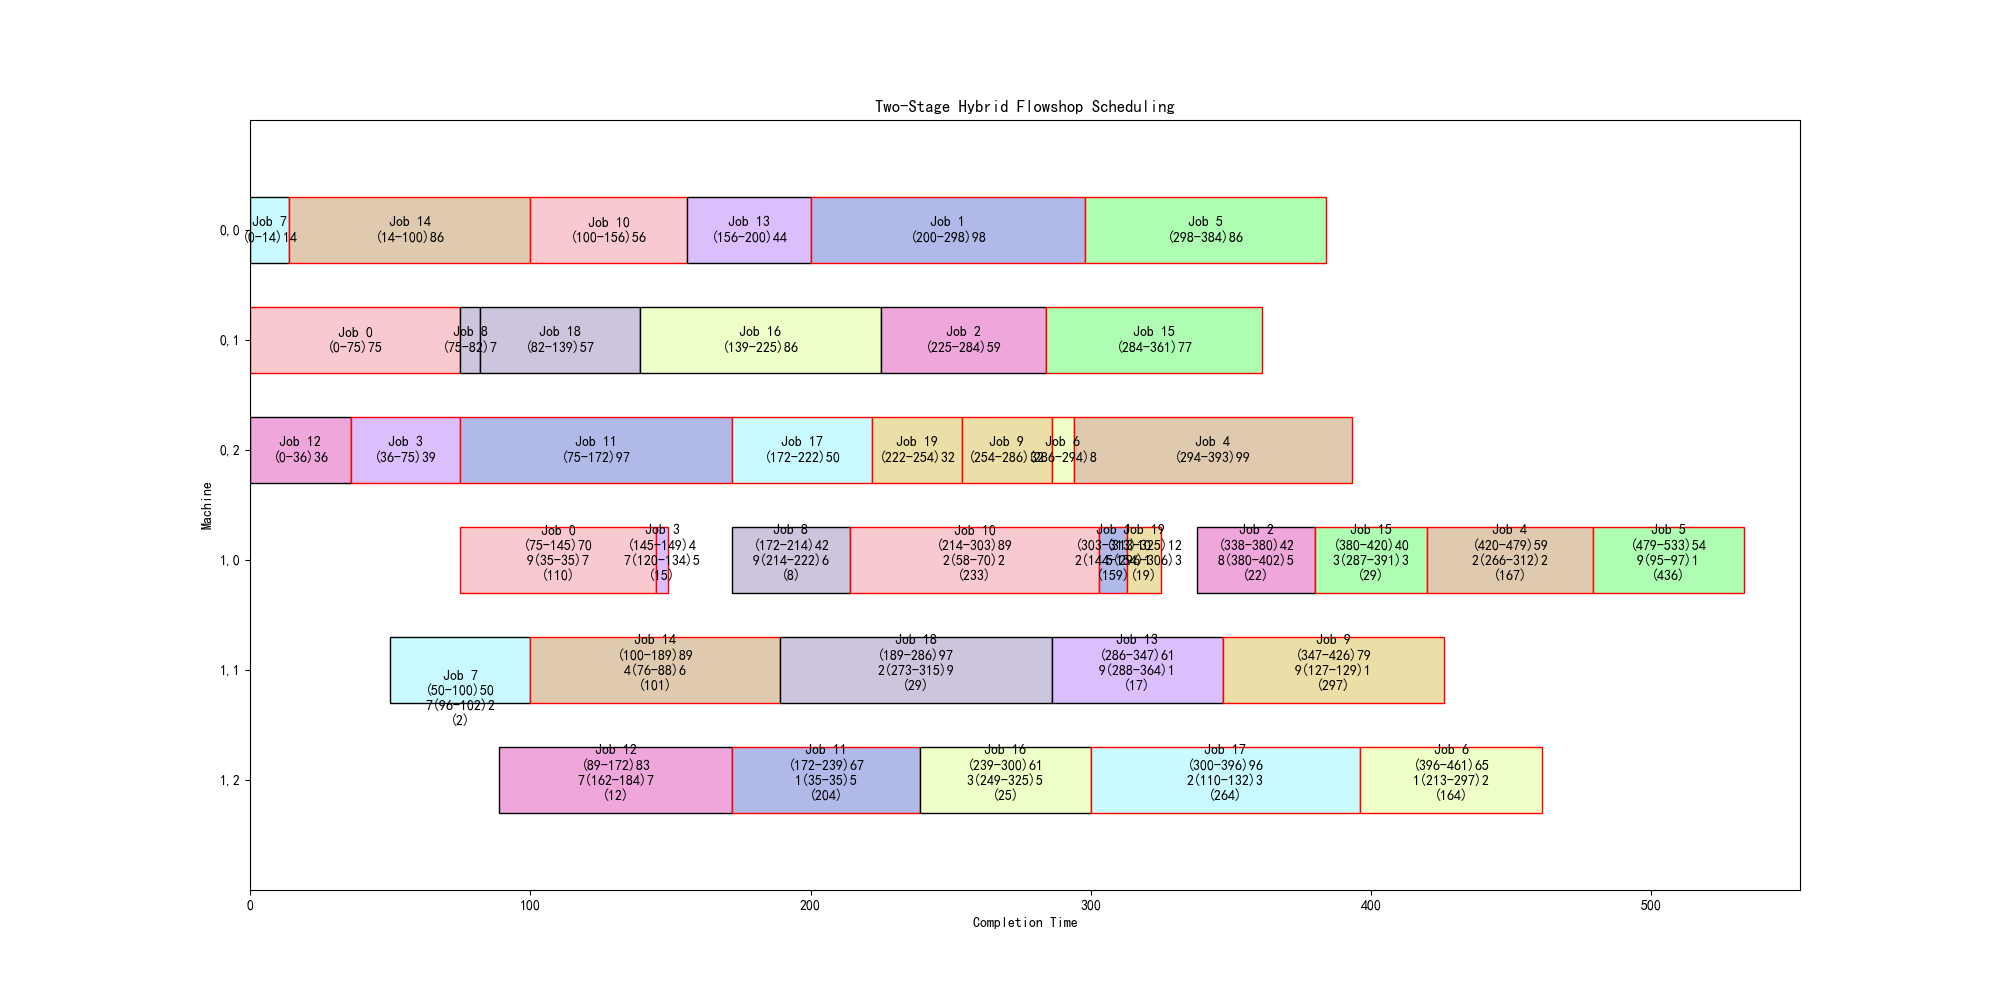 Two-Stage Hybrid Flowshop Scheduling
Machine
0,0
Job 7
(0-14)14
Job 14
(14-100)86
Job 10
(100-156)56
Job 13
(156-200)44
Job 1
(200-298)98
Job 5
(298-384)86
0,1
Job 0
(0-75)75
Job 8
(75-82)7
Job 18
(82-139)57
Job 16
(139-225)86
Job 2
(225-284)59
Job 15
(284-361)77
0,2
Job 12
(0-36)36
Job 3
(36-75)39
Job 11
(75-172)97
Job 17
(172-222)50
Job 19
(222-254)32
Job 9
(254-286)32
Job 6
(286-294)8
Job 4
(294-393)99
1,0
Job 0
(75-145)70
9(35-35)7
(110)
Job 3
(145-149)4
7(120-134)5
(15)
Job 8
(172-214)42
9(214-222)6
(8)
Job 10
(214-303)89
2(58-70)2
(233)
Job 1
(303-313)10
(159)
Job 19
(313-325)12
(19)
Job 2
(338-380)42
8(380-402)5
(22)
Job 15
(380-420)40
3(287-391)3
(29)
Job 4
(420-479)59
2(266-312)2
(167)
Job 5
(479-533)54
9(95-97)1
(436)
1,1
Job 7
(50-100)50
7(96-102)2
(2)
Job 14
(100-189)89
4(76-88)6
(101)
Job 18
(189-286)97
2(273-315)9
(29)
Job 13
(286-347)61
9(288-364)1
(17)
Job 9
(347-426)79
9(127-129)1
(297)
1,2
Job 12
(89-172)83
7(162-184)7
(12)
Job 11
(172-239)67
1(35-35)5
(204)
Job 16
(239-300)61
3(249-325)5
(25)
Job 17
(300-396)96
2(110-132)3
(264)
Job 6
(396-461)65
1(213-297)2
(164)
0
100
200
300
400
500
Completion Time